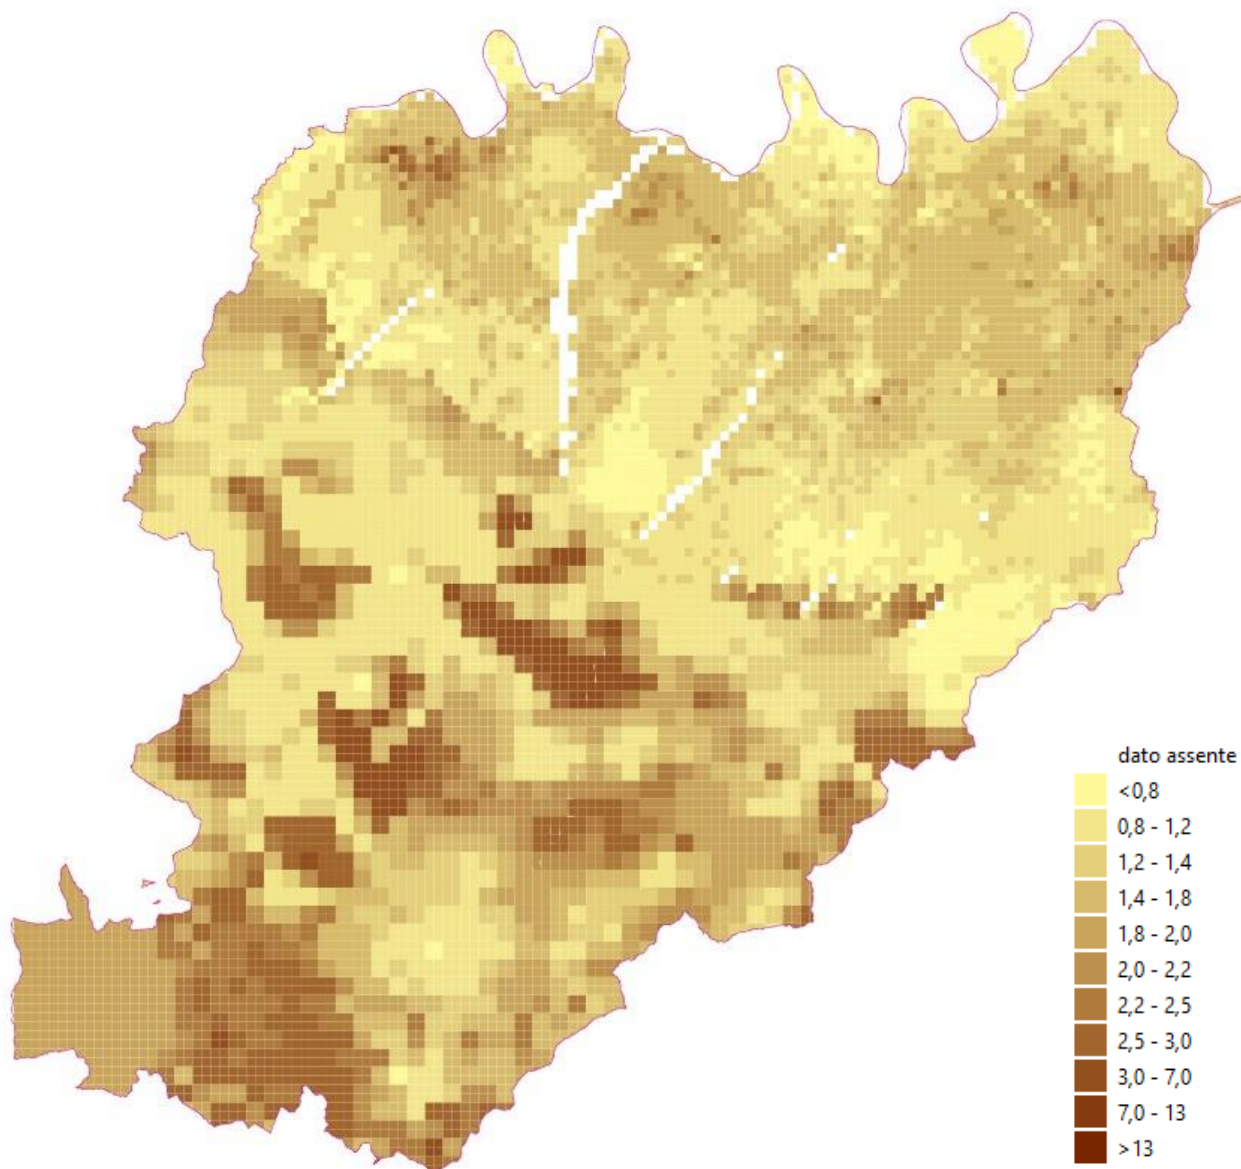 dato assente
<0,8
0,8 - 1,2
1,2 - 1,4
1,4 - 1,8
1,8 - 2,0
2,0 - 2,2
2,2 - 2,5
2,5 - 3,0
3,0 - 7,0
7,0 - 13
>13